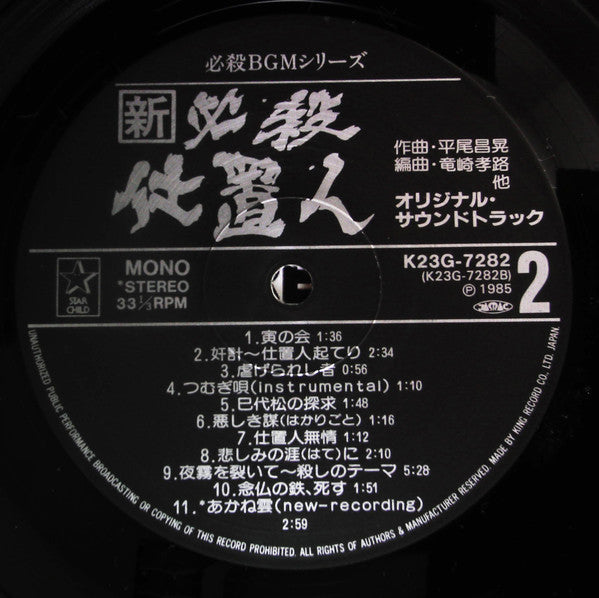 必殺BGMシリーズ
新必殺
仕置人
作曲・平尾昌晃
編曲・竜崎孝路
他
オリジナル・
サウンドトラック
STAR
CHILD
MONO
*STEREO
33 1/3 RPM
K23G-7282
(K23G-7282B)
Ⓟ 1985
2
1.寅の会 1:36
2.奸計〜仕置人起てり 2:34
3.虐げられし者 0:56
4.つむぎ唄(instrumental) 1:10
5.巳代松の探求 1:48
6.悪しき謀(はかりごと) 1:16
7.仕置人無情 1:12
8.悲しみの涯(はて)に 2:10
9.夜霧を裂いて〜殺しのテーマ 5:28
10.念仏の鉄、死す 1:51
11.*あかね雲(new-recording)
2:59
UNAUTHORIZED PUBLIC PERFORMANCE BROADCASTING OR COPYING OF THIS RECORD PROHIBITED. ALL RIGHTS OF AUTHORS & MANUFACTURER RESERVED. MADE BY KING RECORD CO., LTD. JAPAN.